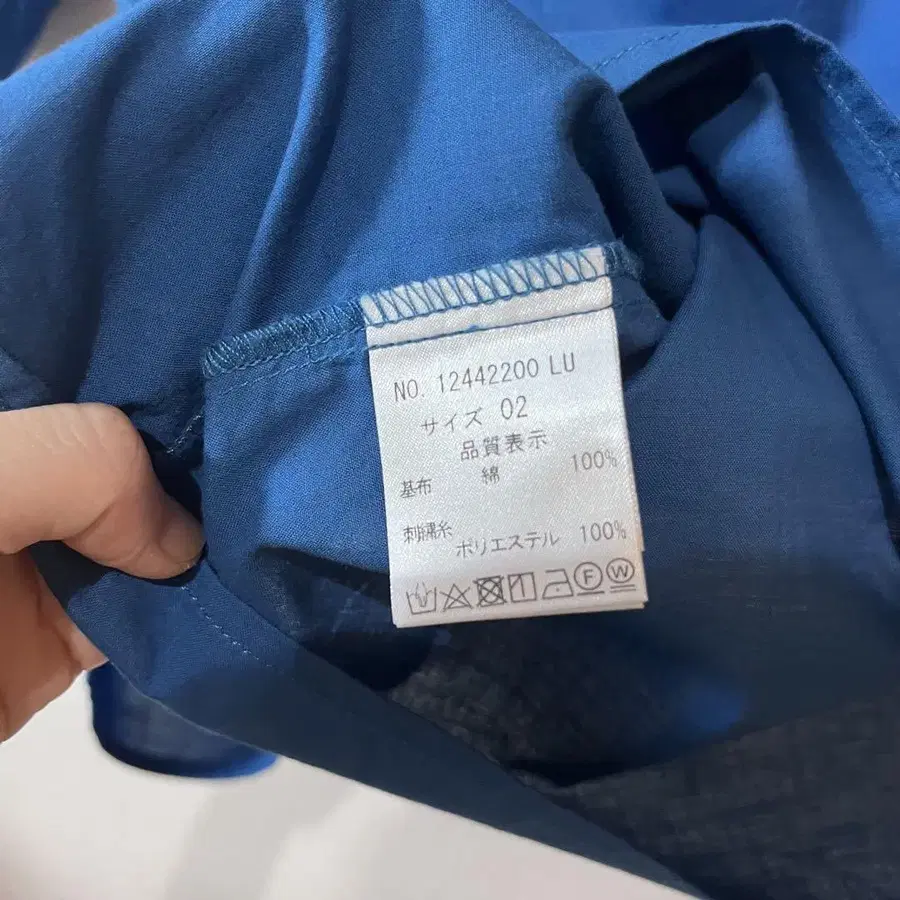 NO. 12442200 LU
サイズ 02
品質表示
基布 綿 100%
刺繍糸 ポリエステル 100%
F W